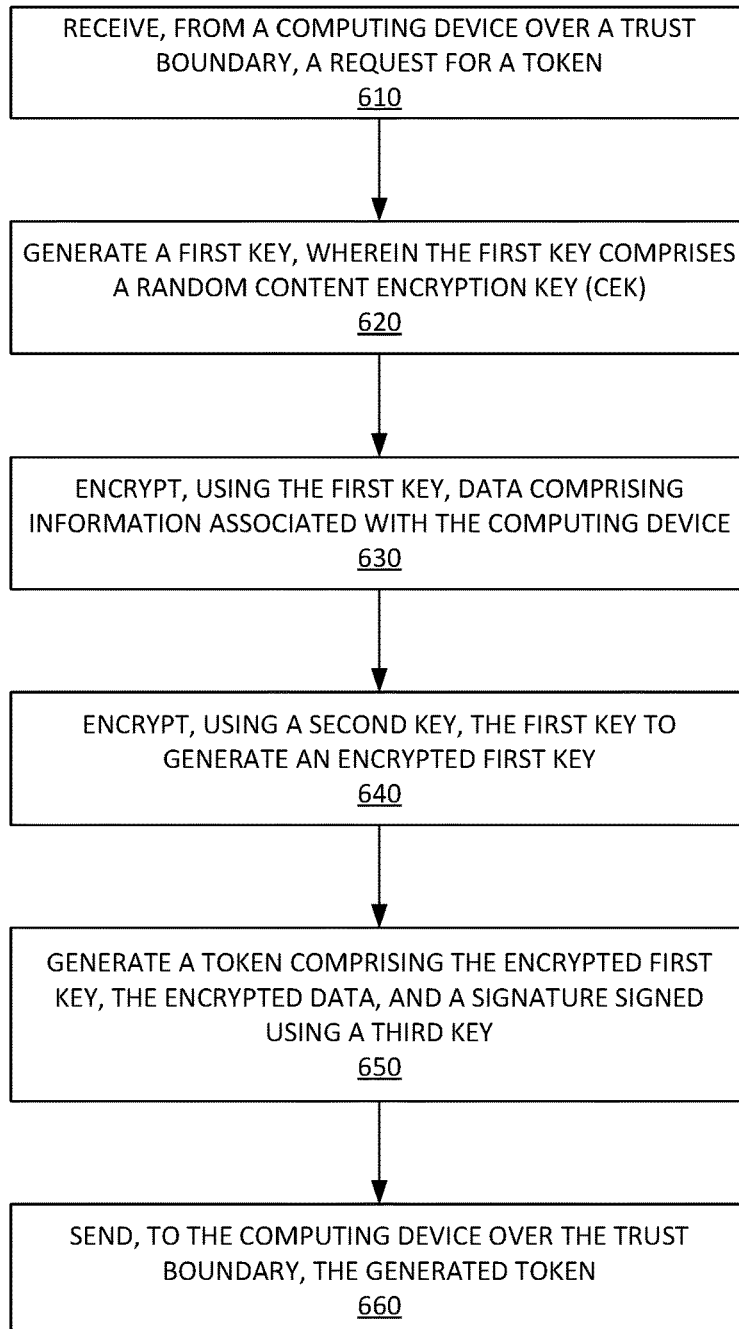 RECEIVE, FROM A COMPUTING DEVICE OVER A TRUST
BOUNDARY, A REQUEST FOR A TOKEN
610
GENERATE A FIRST KEY, WHEREIN THE FIRST KEY COMPRISES
A RANDOM CONTENT ENCRYPTION KEY (CEK)
620
ENCRYPT, USING THE FIRST KEY, DATA COMPRISING
INFORMATION ASSOCIATED WITH THE COMPUTING DEVICE
630
ENCRYPT, USING A SECOND KEY, THE FIRST KEY TO
GENERATE AN ENCRYPTED FIRST KEY
640
GENERATE A TOKEN COMPRISING THE ENCRYPTED FIRST
KEY, THE ENCRYPTED DATA, AND A SIGNATURE SIGNED
USING A THIRD KEY
650
SEND, TO THE COMPUTING DEVICE OVER THE TRUST
BOUNDARY, THE GENERATED TOKEN
660